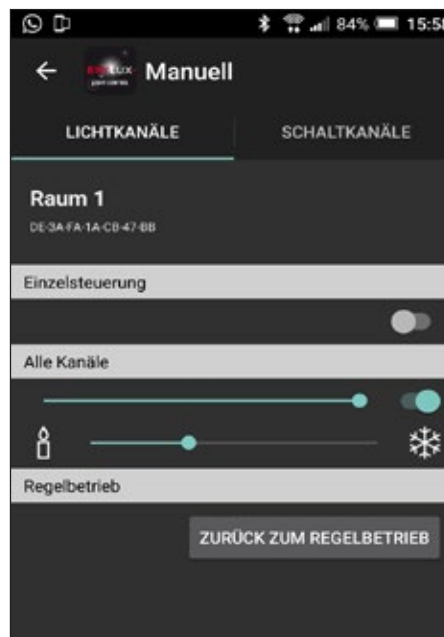 84% 15:58
Manuell
LICHTKANÄLE SCHALTKANÄLE
Raum 1
DE-3A-FA-1A-CB-47-BB
Einzelsteuerung
Alle Kanäle
Regelbetrieb
ZURÜCK ZUM REGELBETRIEB